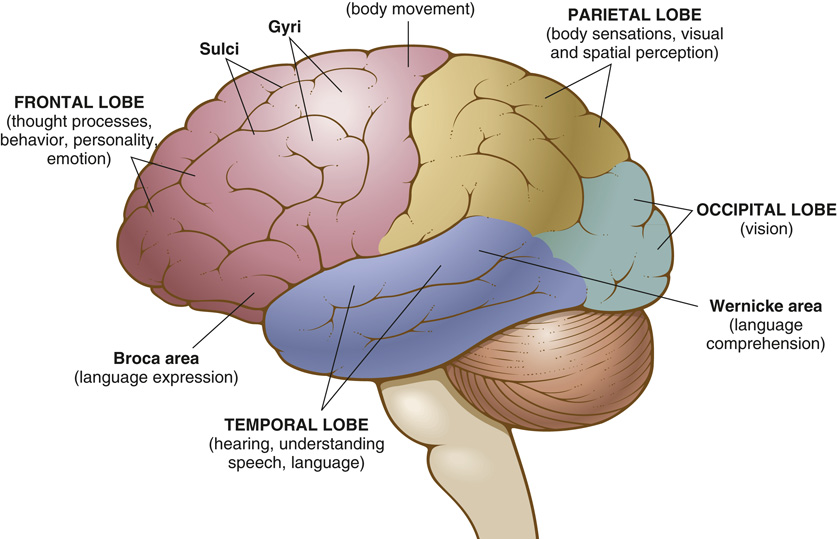 (body movement)
Gyri
Sulci
PARIETAL LOBE
(body sensations, visual
and spatial perception)
FRONTAL LOBE
(thought processes,
behavior, personality,
emotion)
OCCIPITAL LOBE
(vision)
Wernicke area
(language
comprehension)
Broca area
(language expression)
TEMPORAL LOBE
(hearing, understanding
speech, language)